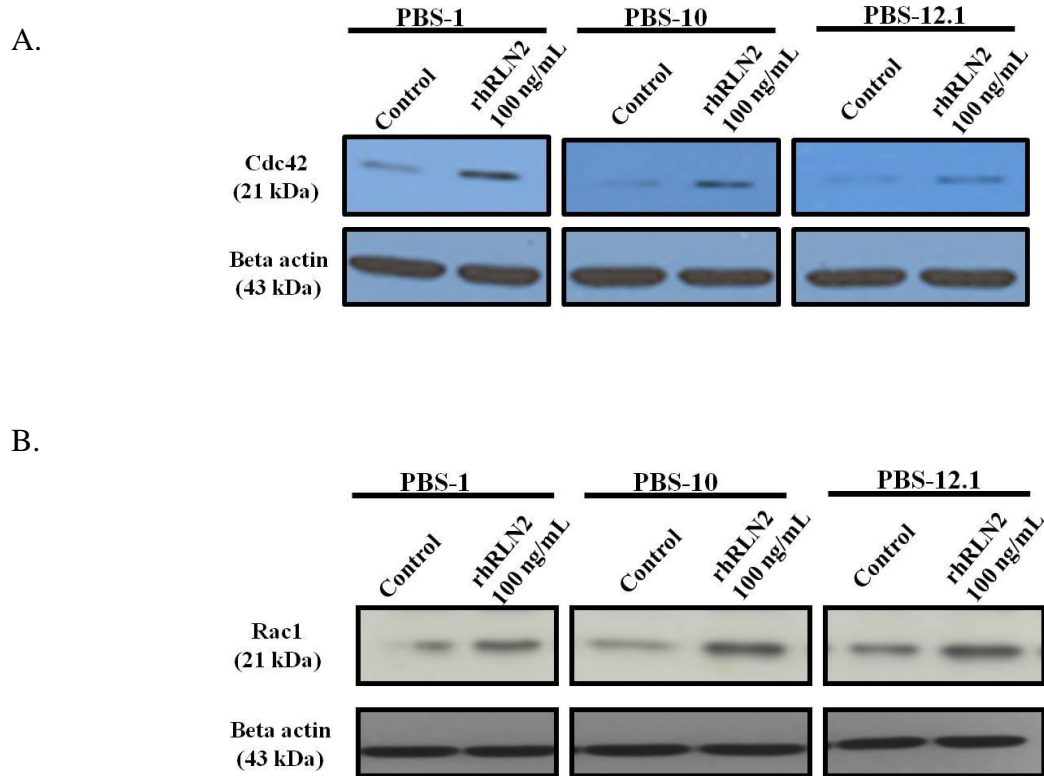 A.
PBS-1 PBS-10 PBS-12.1
Control rhRLN2 100 ng/mL Control rhRLN2 100 ng/mL Control rhRLN2 100 ng/mL
Cdc42
(21 kDa)
Beta actin
(43 kDa)
B.
PBS-1 PBS-10 PBS-12.1
Control rhRLN2 100 ng/mL Control rhRLN2 100 ng/mL Control rhRLN2 100 ng/mL
Rac1
(21 kDa)
Beta actin
(43 kDa)